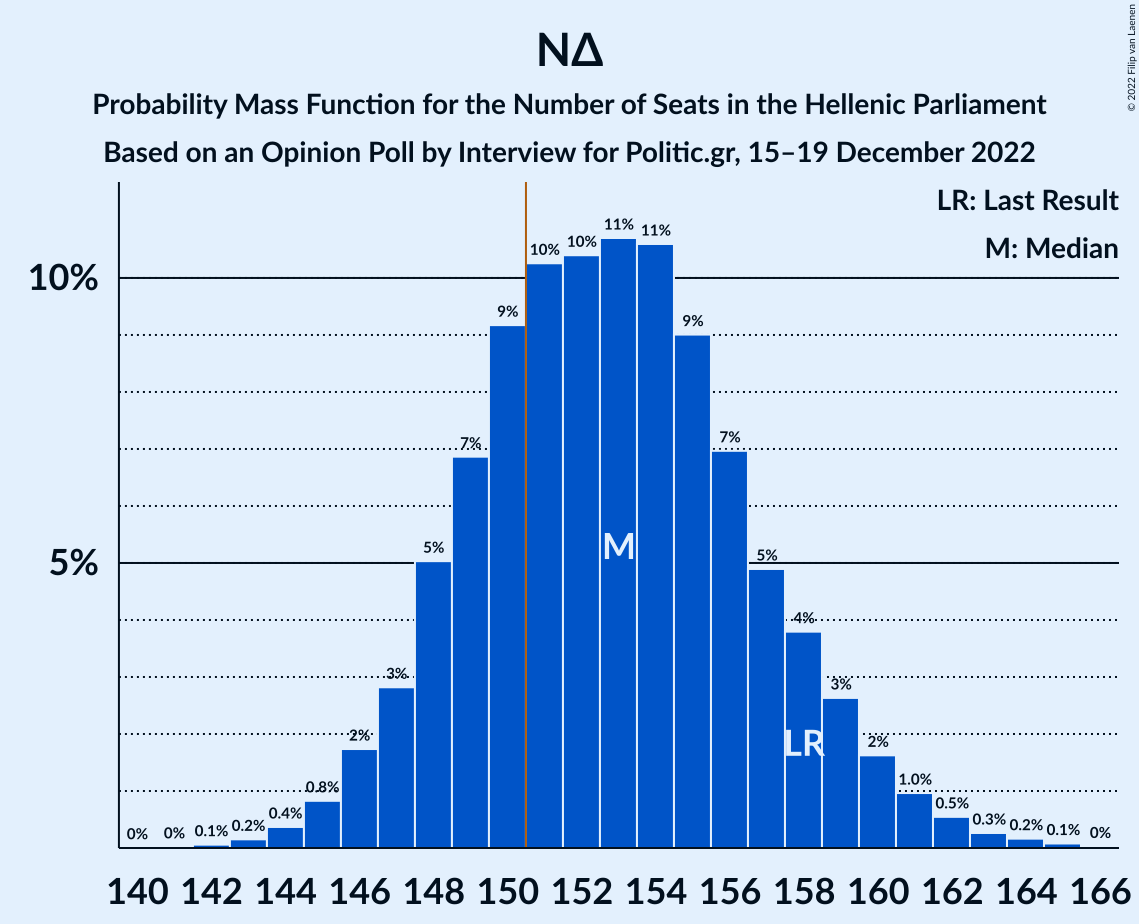 © 2022 Filip van Laenen
ΝΔ
Probability Mass Function for the Number of Seats in the Hellenic Parliament
Based on an Opinion Poll by Interview for Politic.gr, 15–19 December 2022
LR: Last Result
M: Median
10%
5%
0% 0% 0.1% 0.2% 0.4% 0.8% 2% 3% 5% 7% 9% 10% 10% 11% 11% 9% 7% 5% 4% 3% 2% 1.0% 0.5% 0.3% 0.2% 0.1% 0%
M
LR
140 142 144 146 148 150 152 154 156 158 160 162 164 166